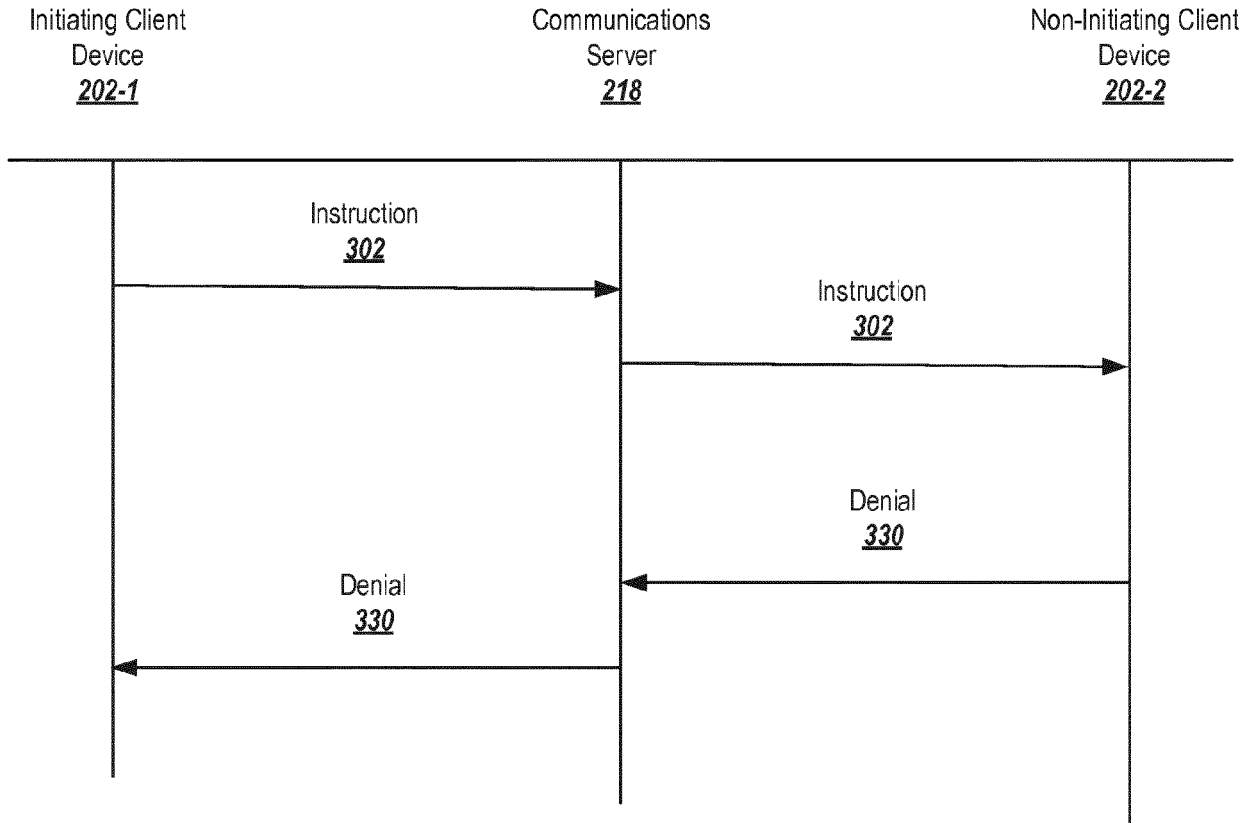 Initiating Client
Device
202-1
Communications
Server
218
Non-Initiating Client
Device
202-2
Instruction
302
Instruction
302
Denial
330
Denial
330